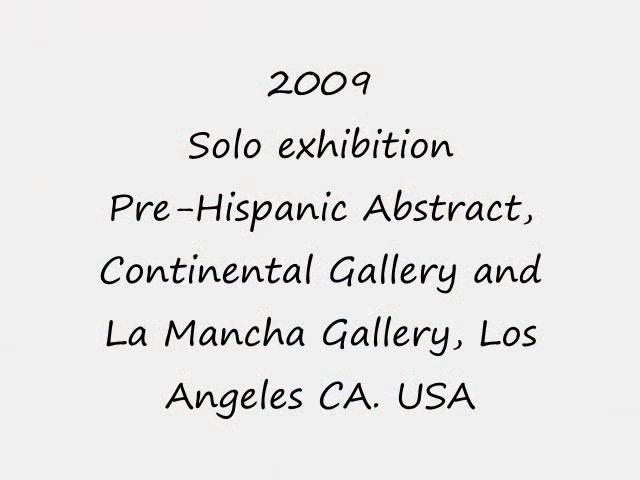 2009
Solo exhibition
Pre-Hispanic Abstract,
Continental Gallery and
La Mancha Gallery, Los
Angeles CA. USA